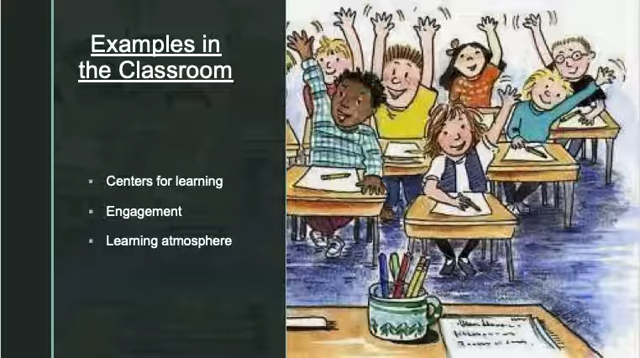 Examples in
the Classroom
Centers for learning
Engagement
Learning atmosphere